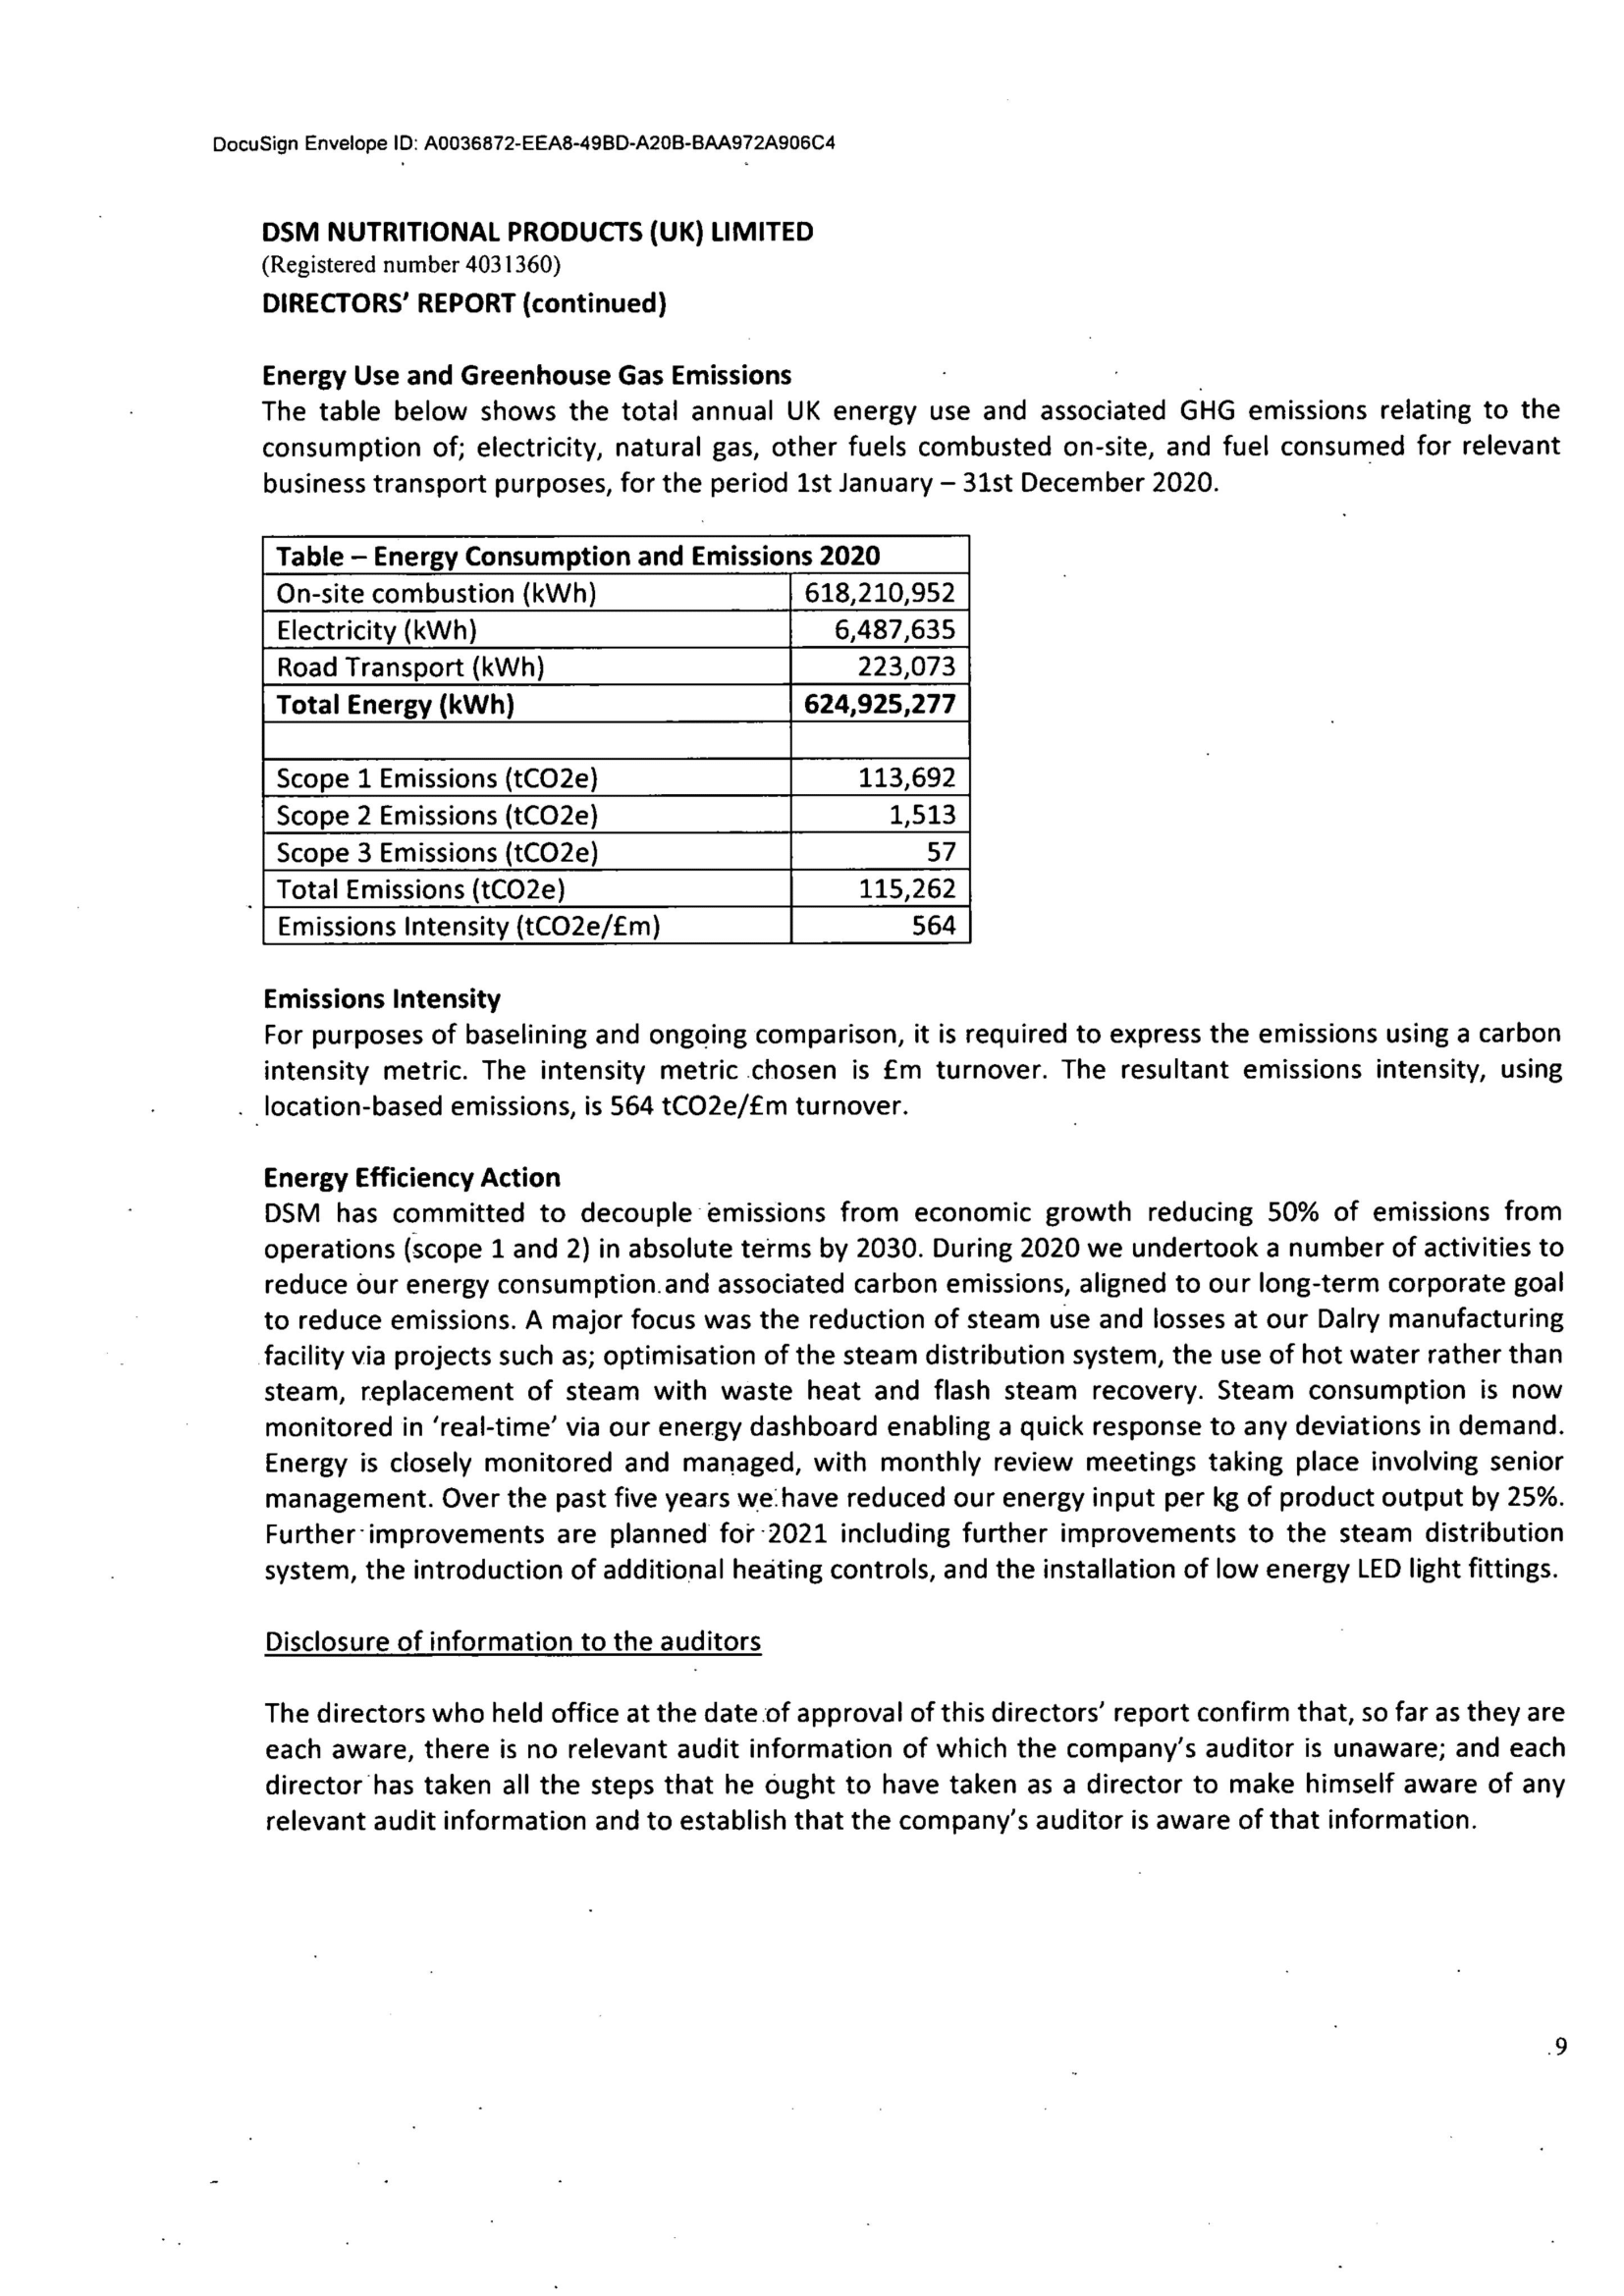 DocuSign Envelope ID: A0036872-EEA8-49BD-A20B-BAA972A906C4
DSM NUTRITIONAL PRODUCTS (UK) LIMITED
(Registered number 4031360)
DIRECTORS' REPORT (continued)
Energy Use and Greenhouse Gas Emissions
The table below shows the total annual UK energy use and associated GHG emissions relating to the
consumption of; electricity, natural gas, other fuels combusted on-site, and fuel consumed for relevant
business transport purposes, for the period 1st January – 31st December 2020.
Table – Energy Consumption and Emissions 2020
On-site combustion (kWh) 618,210,952
Electricity (kWh) 6,487,635
Road Transport (kWh) 223,073
Total Energy (kWh) 624,925,277
Scope 1 Emissions (tCO2e) 113,692
Scope 2 Emissions (tCO2e) 1,513
Scope 3 Emissions (tCO2e) 57
Total Emissions (tCO2e) 115,262
Emissions Intensity (tCO2e/£m) 564
Emissions Intensity
For purposes of baselining and ongoing comparison, it is required to express the emissions using a carbon
intensity metric. The intensity metric chosen is £m turnover. The resultant emissions intensity, using
location-based emissions, is 564 tCO2e/£m turnover.
Energy Efficiency Action
DSM has committed to decouple emissions from economic growth reducing 50% of emissions from
operations (scope 1 and 2) in absolute terms by 2030. During 2020 we undertook a number of activities to
reduce our energy consumption and associated carbon emissions, aligned to our long-term corporate goal
to reduce emissions. A major focus was the reduction of steam use and losses at our Dalry manufacturing
facility via projects such as; optimisation of the steam distribution system, the use of hot water rather than
steam, replacement of steam with waste heat and flash steam recovery. Steam consumption is now
monitored in 'real-time' via our energy dashboard enabling a quick response to any deviations in demand.
Energy is closely monitored and managed, with monthly review meetings taking place involving senior
management. Over the past five years we have reduced our energy input per kg of product output by 25%.
Further improvements are planned for 2021 including further improvements to the steam distribution
system, the introduction of additional heating controls, and the installation of low energy LED light fittings.
Disclosure of information to the auditors
The directors who held office at the date of approval of this directors' report confirm that, so far as they are
each aware, there is no relevant audit information of which the company's auditor is unaware; and each
director has taken all the steps that he ought to have taken as a director to make himself aware of any
relevant audit information and to establish that the company's auditor is aware of that information.
9